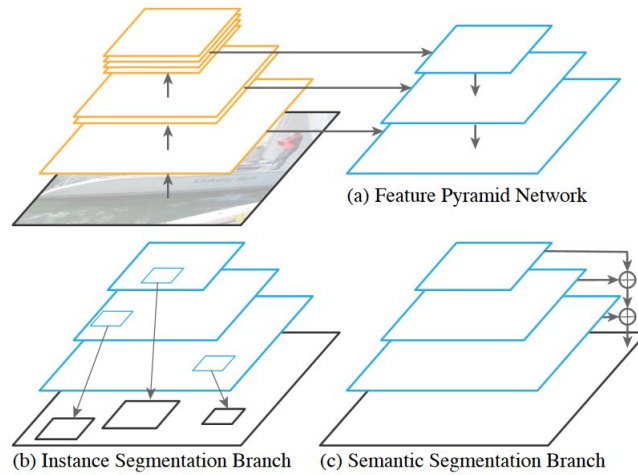 (a) Feature Pyramid Network
(b) Instance Segmentation Branch
(c) Semantic Segmentation Branch